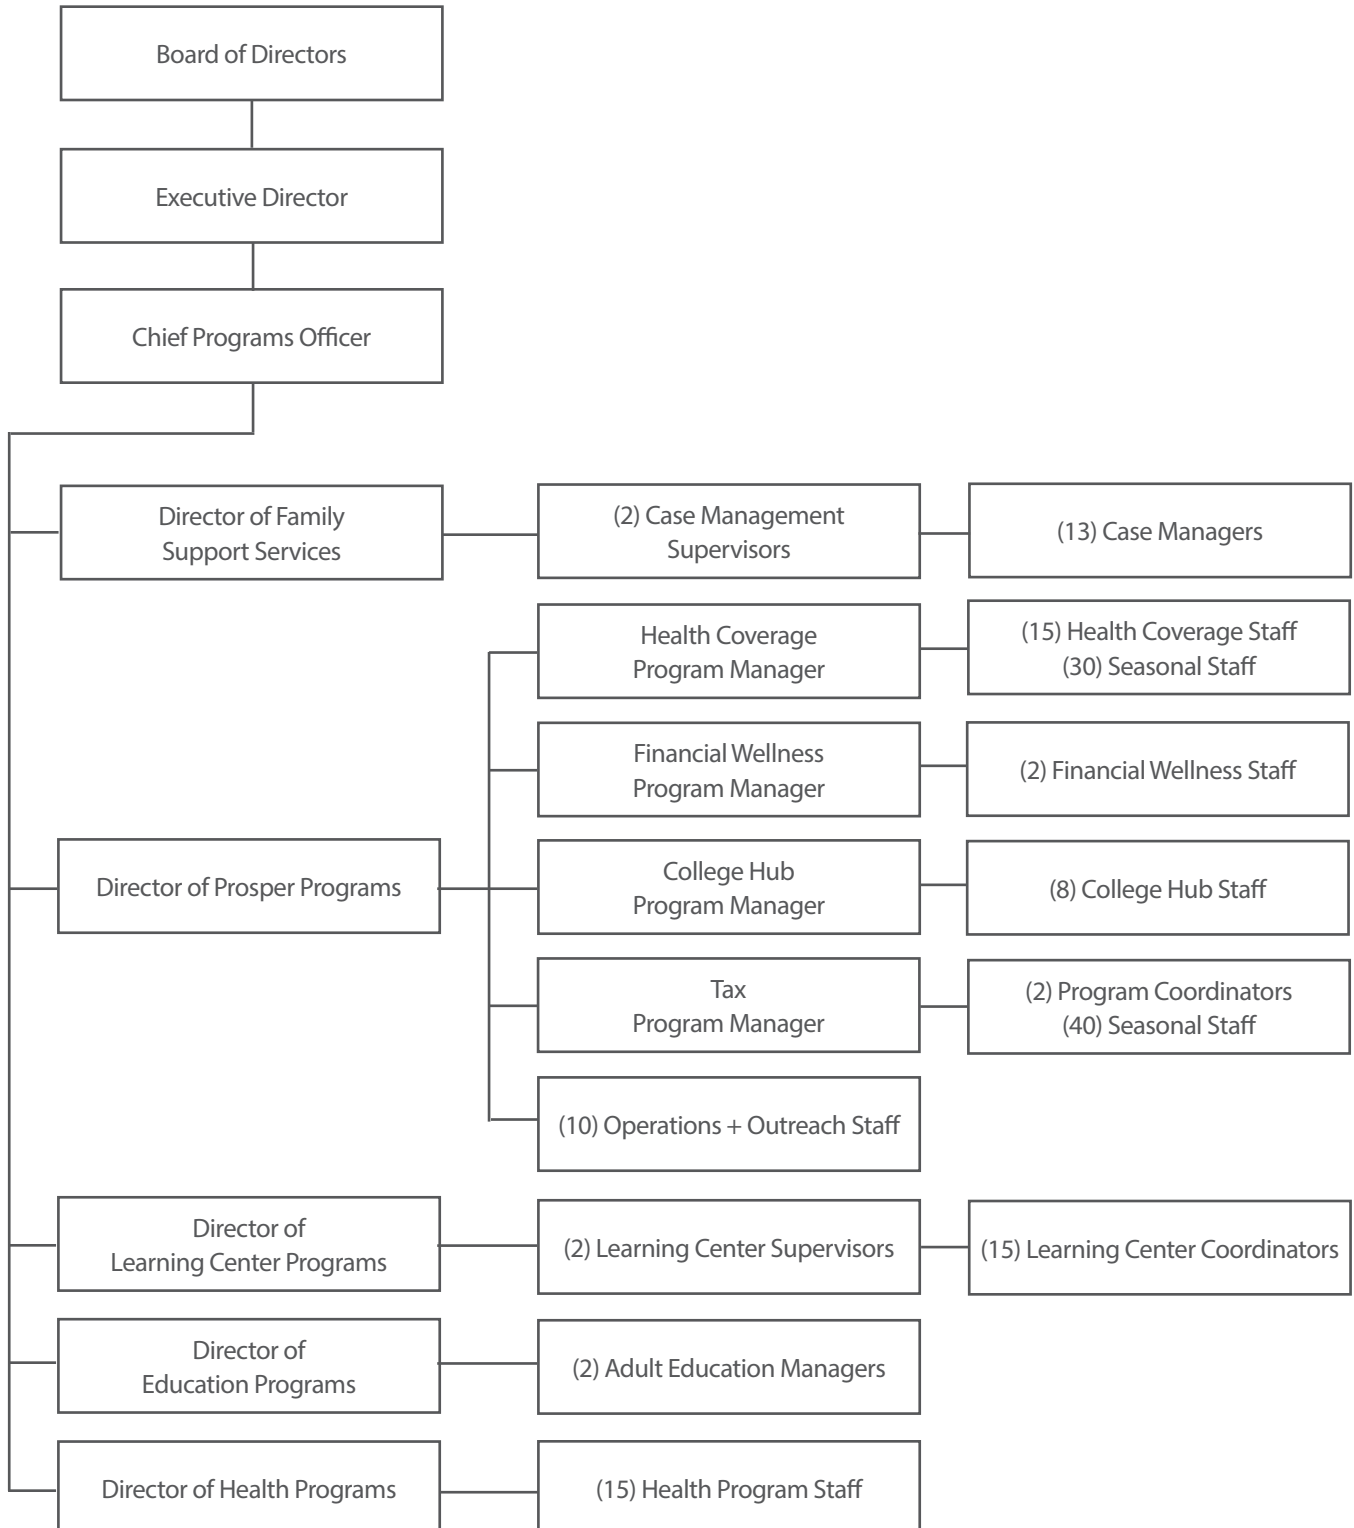 Board of Directors
Executive Director
Chief Programs Officer
Director of Family
Support Services
(2) Case Management
Supervisors
(13) Case Managers
Health Coverage
Program Manager
(15) Health Coverage Staff
(30) Seasonal Staff
Financial Wellness
Program Manager
(2) Financial Wellness Staff
Director of Prosper Programs
College Hub
Program Manager
(8) College Hub Staff
Tax
Program Manager
(2) Program Coordinators
(40) Seasonal Staff
(10) Operations + Outreach Staff
Director of
Learning Center Programs
(2) Learning Center Supervisors
(15) Learning Center Coordinators
Director of
Education Programs
(2) Adult Education Managers
Director of Health Programs
(15) Health Program Staff